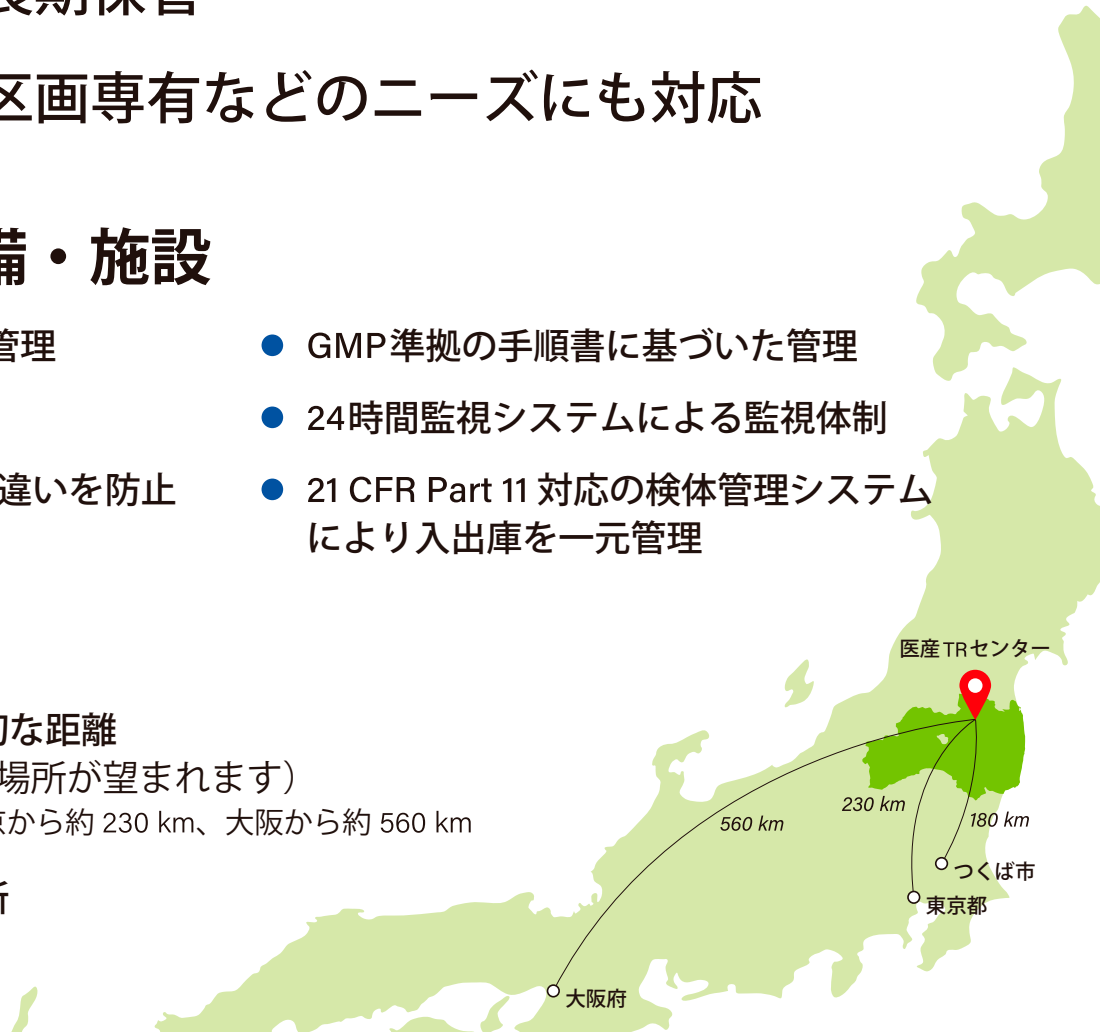 長期保管
区画専有などのニーズにも対応
備・施設
管理
違いを防止
GMP準拠の手順書に基づいた管理
24時間監視システムによる監視体制
21 CFR Part 11 対応の検体管理システム
により入出庫を一元管理
な距離
場所が望まれます）
京から約 230 km、大阪から約 560 km
所
医産TRセンター
230 km
560 km
180 km
つくば市
東京都
大阪府